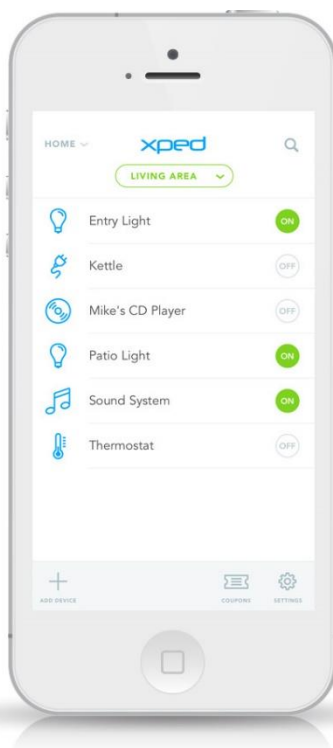 HOME
xped
LIVING AREA
Entry Light ON
Kettle OFF
Mike's CD Player OFF
Patio Light ON
Sound System ON
Thermostat OFF
ADD DEVICE COUPONS SETTINGS